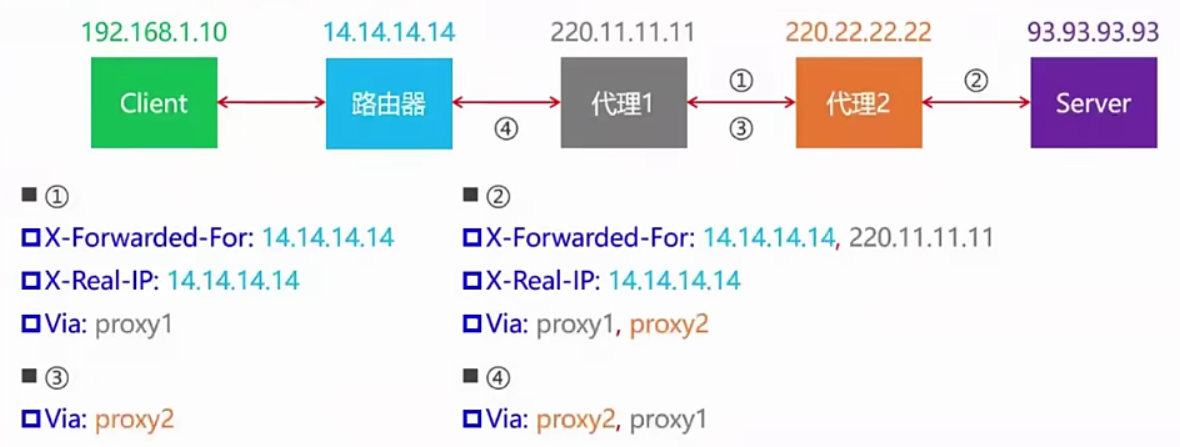 192.168.1.10 14.14.14.14 220.11.11.11 220.22.22.22 93.93.93.93
Client 路由器 代理1 代理2 Server
① ②
④ ③
①
X-Forwarded-For: 14.14.14.14
X-Real-IP: 14.14.14.14
Via: proxy1
②
X-Forwarded-For: 14.14.14.14, 220.11.11.11
X-Real-IP: 14.14.14.14
Via: proxy1, proxy2
③
Via: proxy2
④
Via: proxy2, proxy1